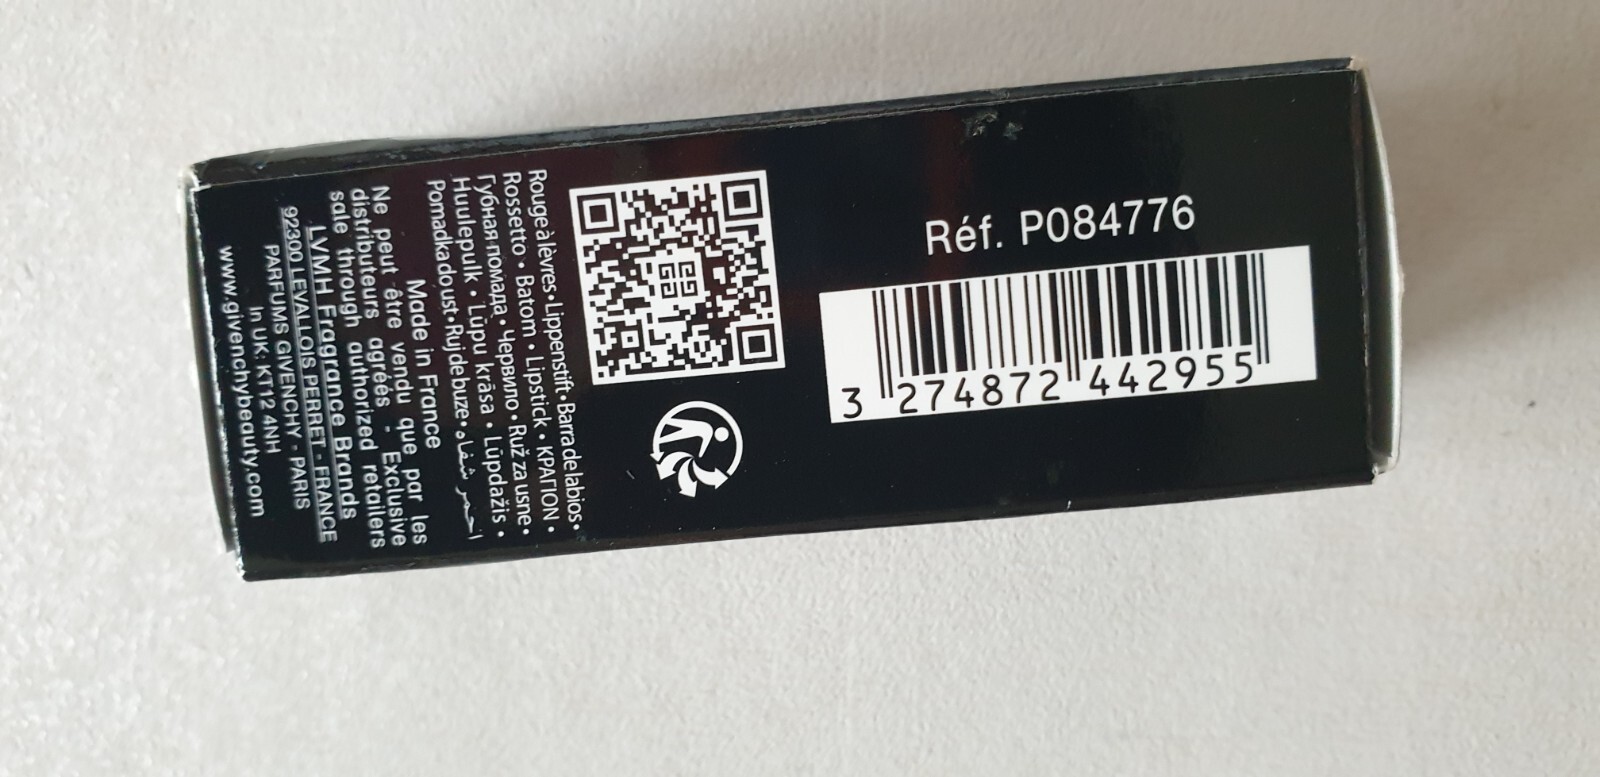 Réf. P084776
3 274872 442955
Rouge à lèvres • Lippenstift • Barra de labios •
Rossetto • Batom • Lipstick • ΚΡΑΓΙΟΝ •
Губная помада • Червило • Ruž za usne •
Huulepulk • Lūpu krāsa • Lūpdažis •
Pomadka do ust • Ruj de buze • احمر شفاه
Made in France
Ne peut être vendu que par les
distributeurs agréés - Exclusive
sale through authorized retailers
LVMH Fragrance Brands
92300 LEVALLOIS PERRET - FRANCE
PARFUMS GIVENCHY - PARIS
In UK: KT12 4NH
www.givenchybeauty.com